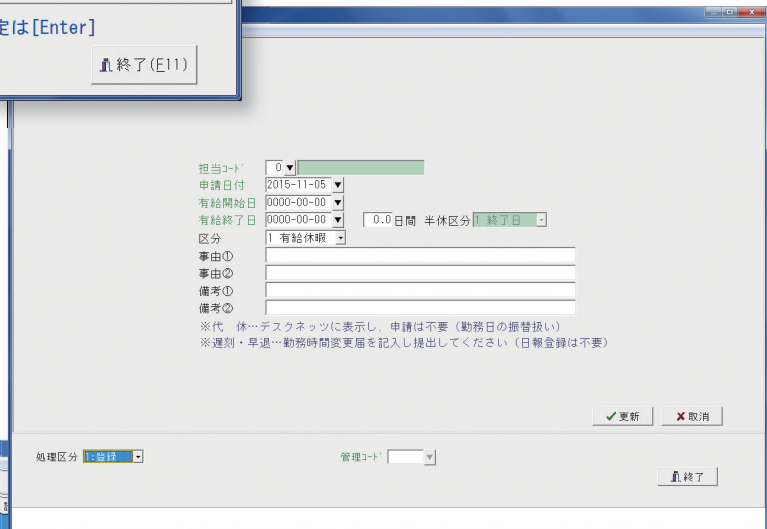 定は[Enter]
終了(F11)
担当ｺｰﾄﾞ 0
申請日付 2015-11-05
有給開始日 0000-00-00
有給終了日 0000-00-00 0.0日間 半休区分 1 終了日
区分 1 有給休暇
事由①
事由②
備考①
備考②
※代　休…デスクネッツに表示し、申請は不要（勤務日の振替扱い）
※遅刻・早退…勤務時間変更届を記入し提出してください（日報登録は不要）
更新 取消
処理区分 1:登録 管理ｺｰﾄﾞ
終了